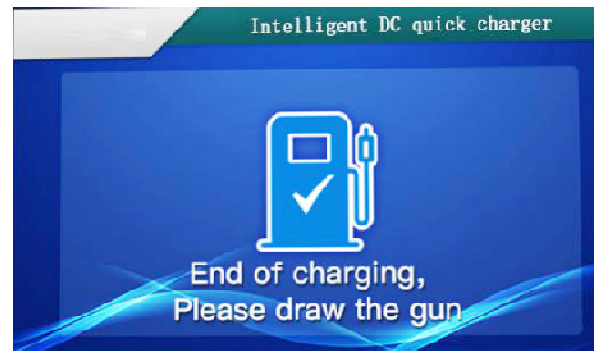 Intelligent DC quick charger
End of charging,
Please draw the gun